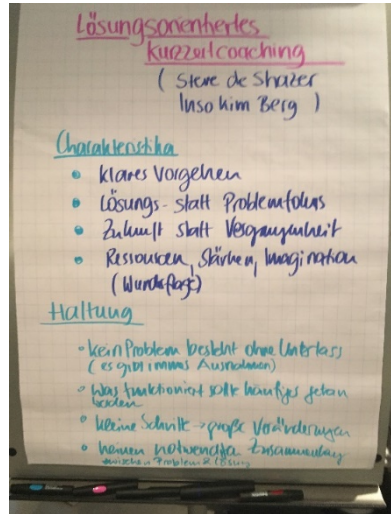 Lösungsorientiertes
Kurzzeitcoaching
( Steve de Shazer
Insoo Kim Berg )
Charakteristika
• klares Vorgehen
• Lösungs- statt Problemfokus
• Zukunft statt Vergangenheit
• Ressourcen, Stärken, Imagination
(Wunderfrage)
Haltung
• kein Problem besteht ohne Unterlass
(es gibt immer Ausnahmen)
• Was funktioniert sollte häufiger getan
werden
• kleine Schritte → große Veränderungen
• keinen notwendigen Zusammenhang
zwischen Problem & Lösung